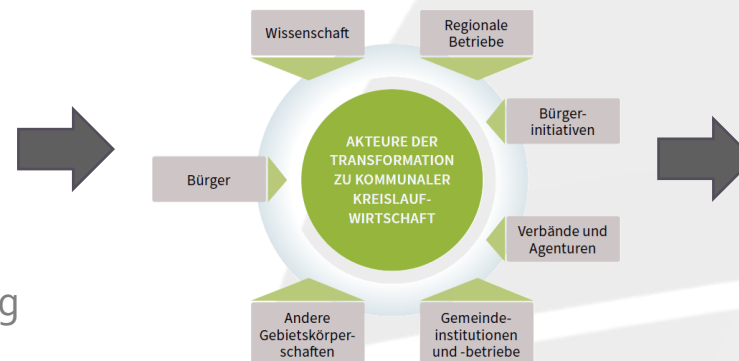 Wissenschaft
Regionale
Betriebe
Bürger-
initiativen
AKTEURE DER
TRANSFORMATION
ZU KOMMUNALER
KREISLAUF-
WIRTSCHAFT
Bürger
Verbände und
Agenturen
g
Andere
Gebietskörper-
schaften
Gemeinde-
institutionen
und -betriebe